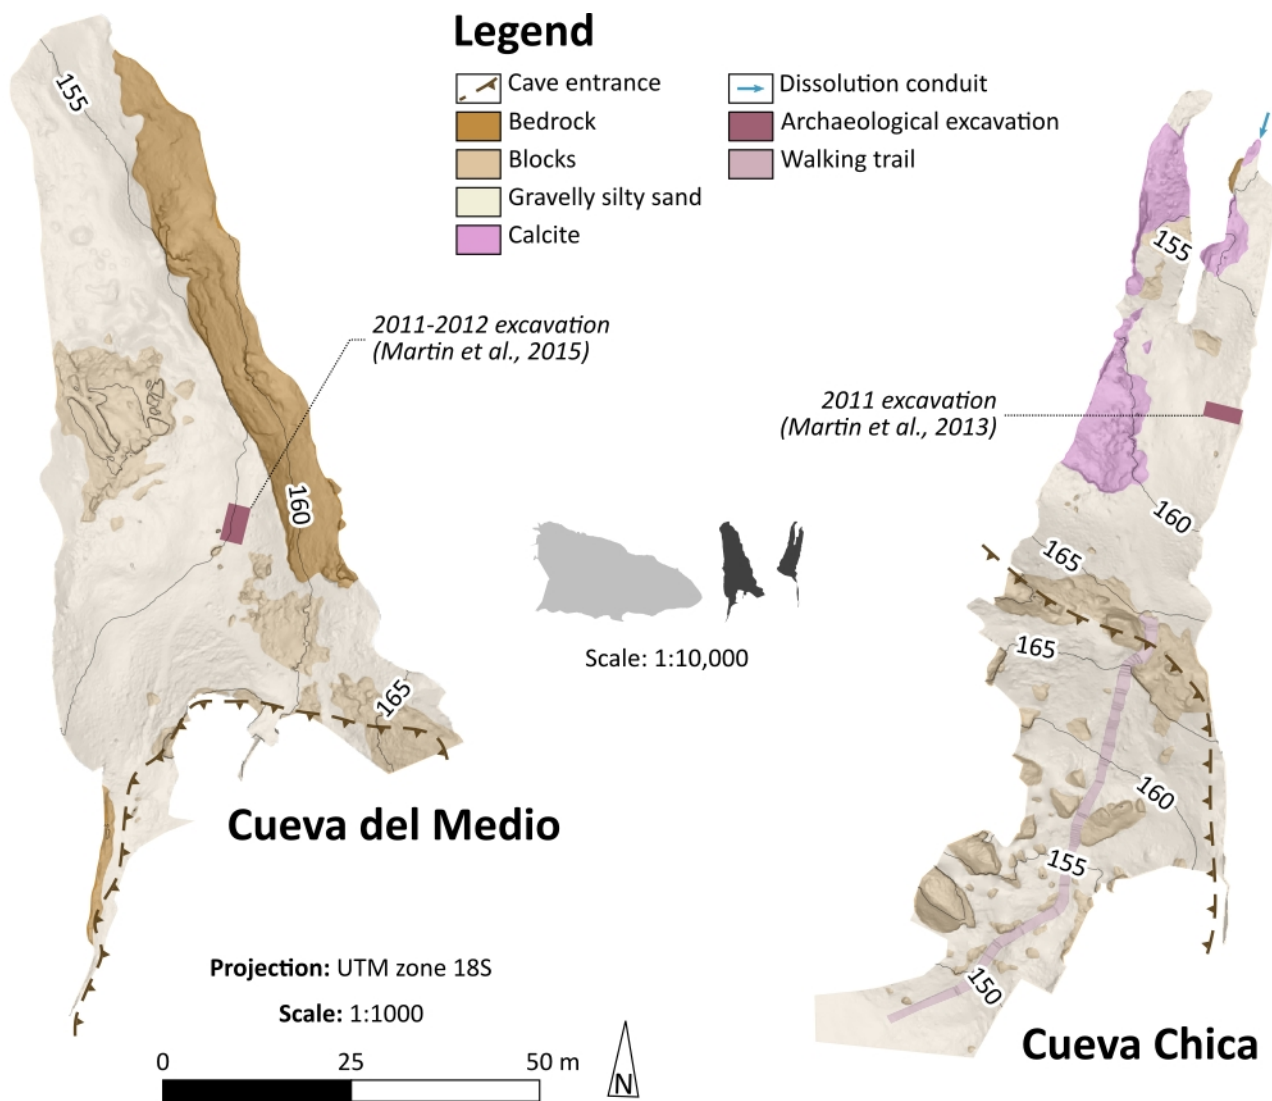 Legend
Cave entrance
Bedrock
Blocks
Gravelly silty sand
Calcite
Dissolution conduit
Archaeological excavation
Walking trail
155
2011-2012 excavation
(Martin et al., 2015)
160
165
Cueva del Medio
Scale: 1:10,000
155
2011 excavation
(Martin et al., 2013)
160
165
165
160
155
150
Cueva Chica
Projection: UTM zone 18S
Scale: 1:1000
0 25 50 m
N